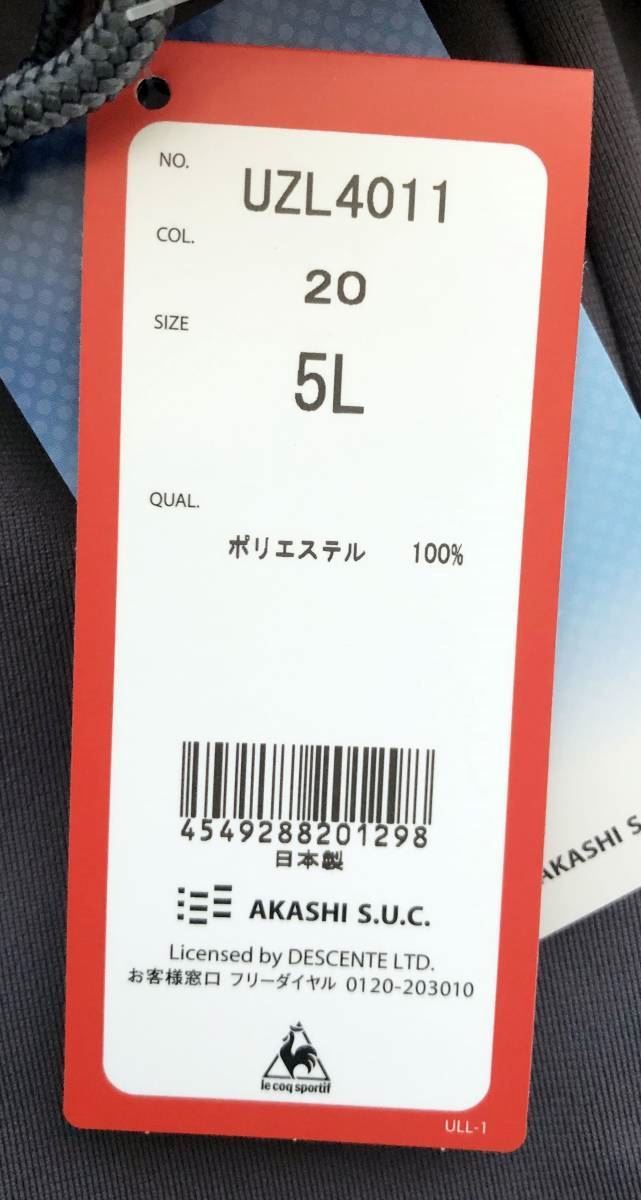 NO.
UZL4011
COL.
20
SIZE
5L
QUAL.
ポリエステル 100%
4549288201298
日本製
AKASHI S.U.C.
Licensed by DESCENTE LTD.
お客様窓口 フリーダイヤル 0120-203010
le coq sportif
ULL-1
AKASHI S.